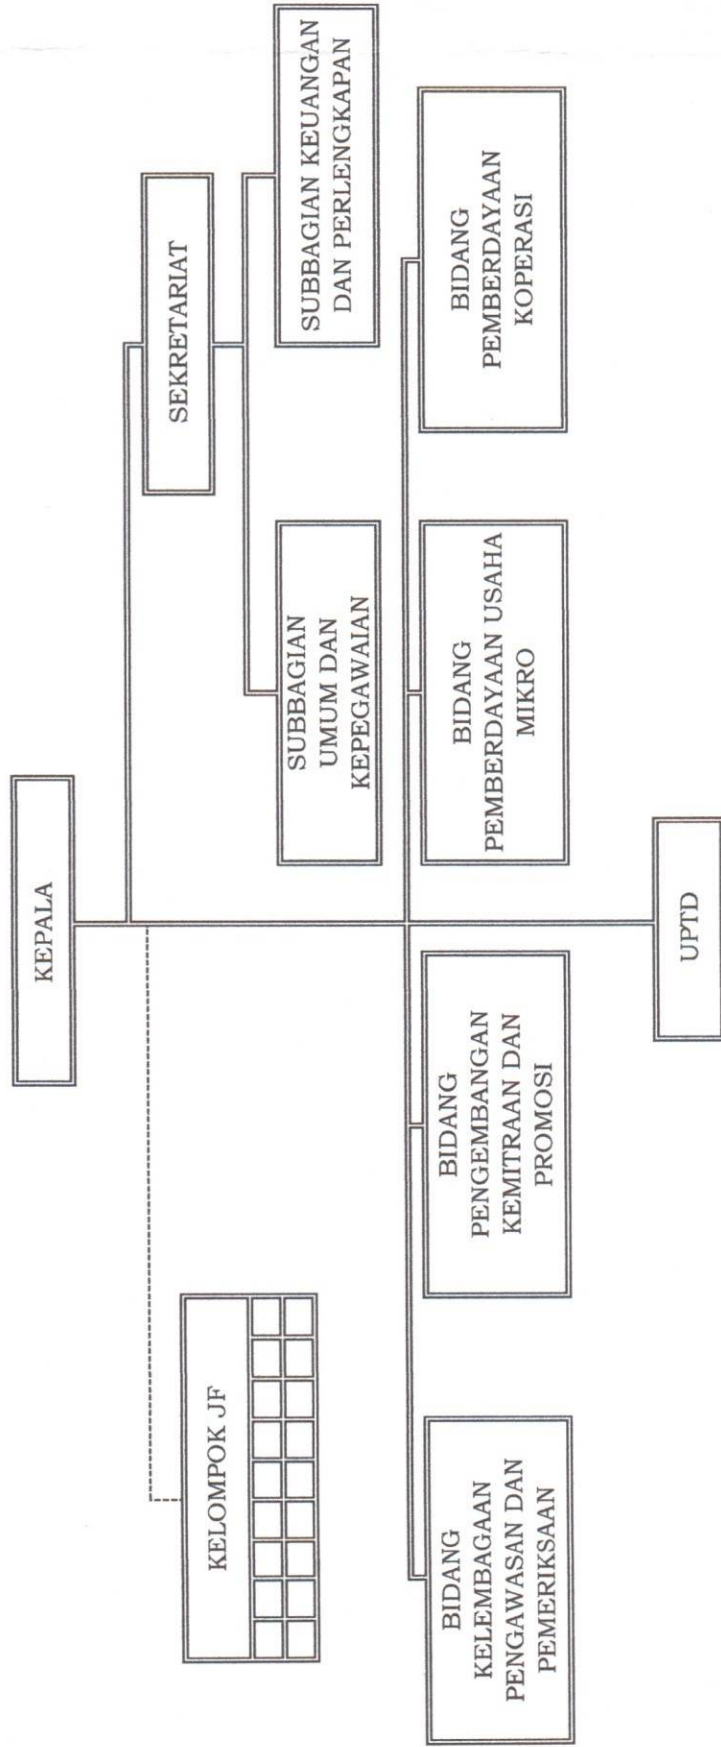 KEPALA
KELOMPOK JF
SEKRETARIAT
SUBBAGIAN
UMUM DAN
KEPEGAWAIAN
SUBBAGIAN KEUANGAN
DAN PERLENGKAPAN
BIDANG
KELEMBAGAAN
PENGAWASAN DAN
PEMERIKSAAN
BIDANG
PENGEMBANGAN
KEMITRAAN DAN
PROMOSI
BIDANG
PEMBERDAYAAN USAHA
MIKRO
BIDANG
PEMBERDAYAAN
KOPERASI
UPTD